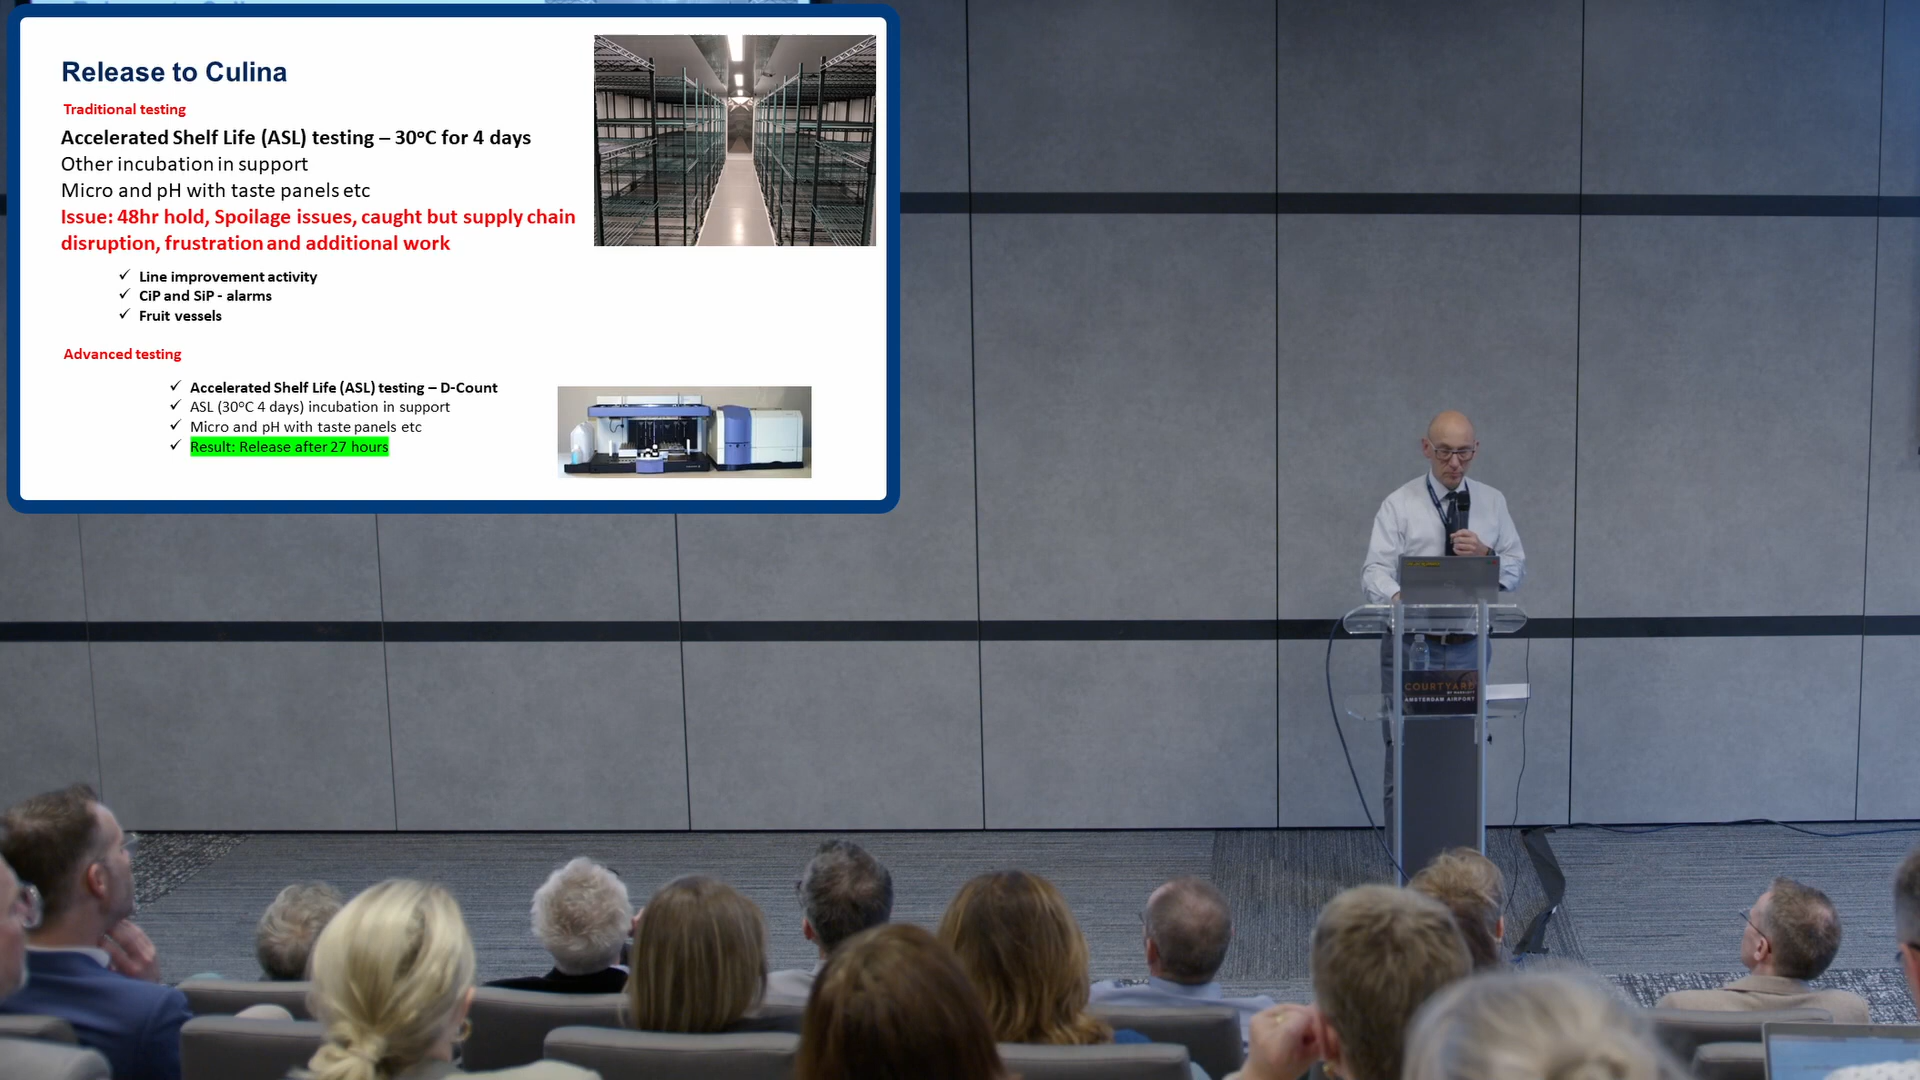 Release to Culina
Traditional testing
Accelerated Shelf Life (ASL) testing – 30°C for 4 days
Other incubation in support
Micro and pH with taste panels etc
Issue: 48hr hold, Spoilage issues, caught but supply chain
disruption, frustration and additional work
✓ Line improvement activity
✓ CiP and SiP - alarms
✓ Fruit vessels
Advanced testing
✓ Accelerated Shelf Life (ASL) testing – D-Count
✓ ASL (30°C 4 days) incubation in support
✓ Micro and pH with taste panels etc
✓ Result: Release after 27 hours
COURTYARD
BY MARRIOTT
AMSTERDAM AIRPORT